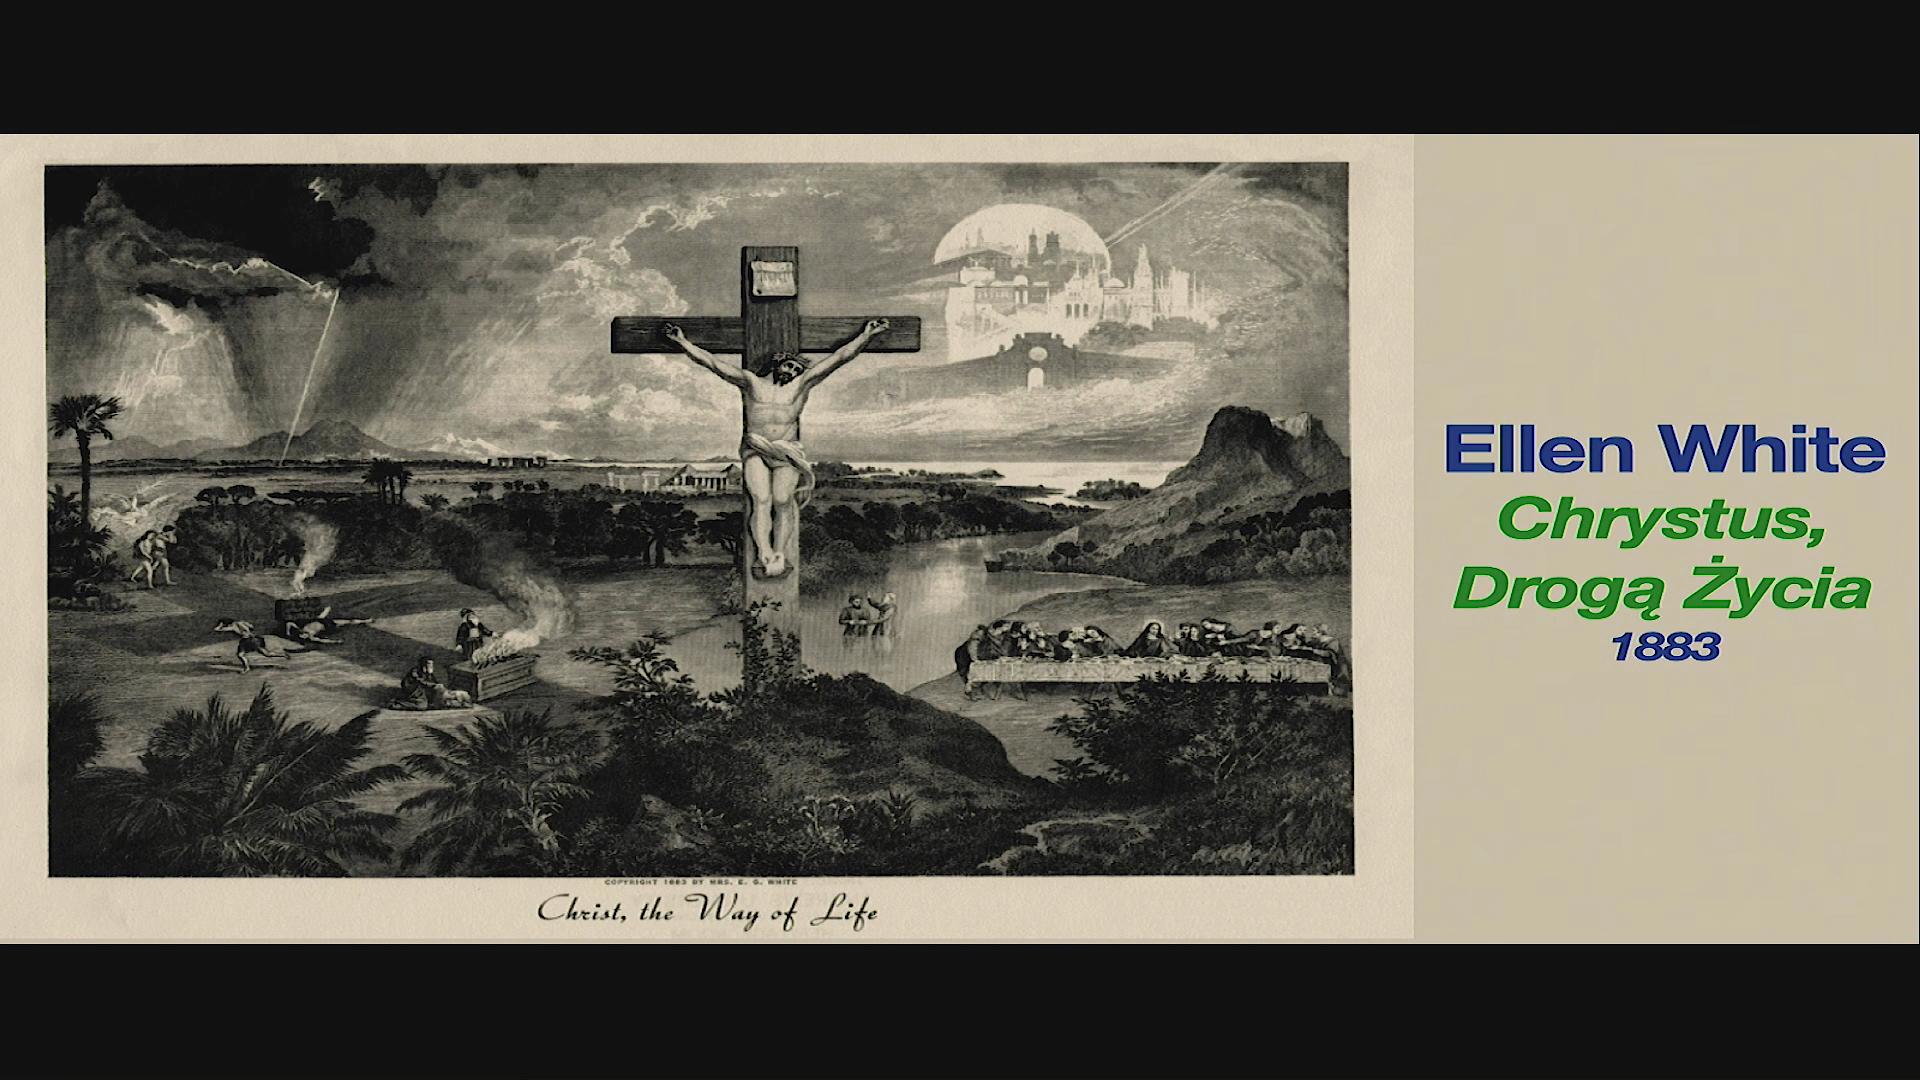 COPYRIGHT 1883 BY MRS. E. G. WHITE
Christ, the Way of Life
Ellen White
Chrystus,
Drogą Życia
1883